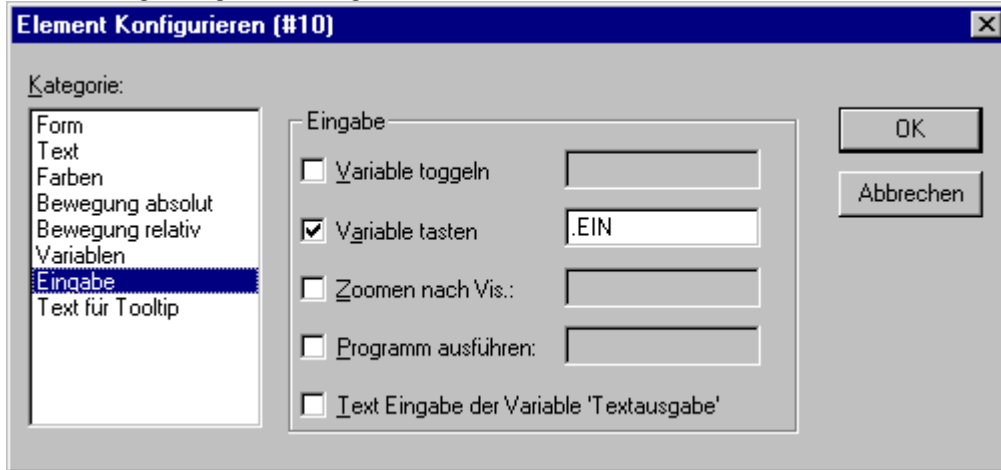 Element Konfigurieren (#10)
Kategorie:
Form
Text
Farben
Bewegung absolut
Bewegung relativ
Variablen
Eingabe
Text für Tooltip
Eingabe
Variable toggeln
Variable tasten .EIN
Zoomen nach Vis.:
Programm ausführen:
Text Eingabe der Variable 'Textausgabe'
OK
Abbrechen